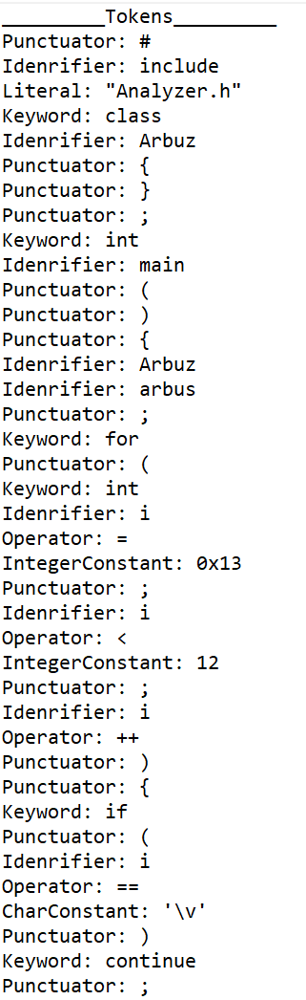 _________Tokens_________
Punctuator: #
Idenrifier: include
Literal: "Analyzer.h"
Keyword: class
Idenrifier: Arbuz
Punctuator: {
Punctuator: }
Punctuator: ;
Keyword: int
Idenrifier: main
Punctuator: (
Punctuator: )
Punctuator: {
Idenrifier: Arbuz
Idenrifier: arbus
Punctuator: ;
Keyword: for
Punctuator: (
Keyword: int
Idenrifier: i
Operator: =
IntegerConstant: 0x13
Punctuator: ;
Idenrifier: i
Operator: <
IntegerConstant: 12
Punctuator: ;
Idenrifier: i
Operator: ++
Punctuator: )
Punctuator: {
Keyword: if
Punctuator: (
Idenrifier: i
Operator: ==
CharConstant: '\v'
Punctuator: )
Keyword: continue
Punctuator: ;